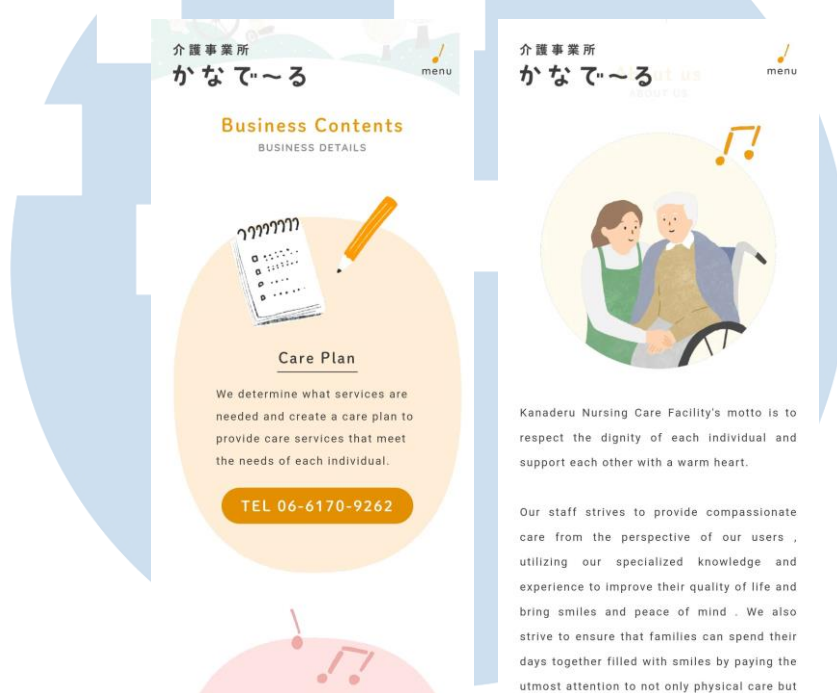 介護事業所
かなで〜る
menu
Business Contents
BUSINESS DETAILS
Care Plan
We determine what services are
needed and create a care plan to
provide care services that meet
the needs of each individual.
TEL 06-6170-9262
介護事業所
かなで〜る
menu
About us
ABOUT US
Kanaderu Nursing Care Facility's motto is to
respect the dignity of each individual and
support each other with a warm heart.
Our staff strives to provide compassionate
care from the perspective of our users ,
utilizing our specialized knowledge and
experience to improve their quality of life and
bring smiles and peace of mind . We also
strive to ensure that families can spend their
days together filled with smiles by paying the
utmost attention to not only physical care but